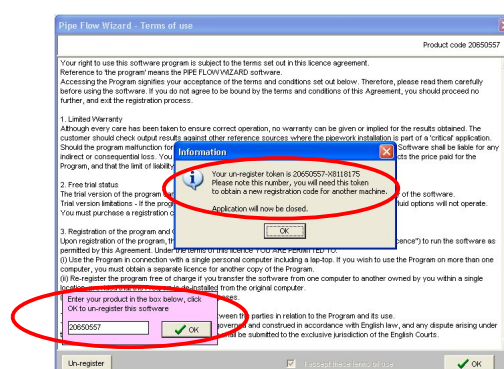 Pipe Flow Wizard - Terms of use
Product code 20650557
Your right to use this software program is subject to the terms set out in this licence agreement.
Reference to 'the program' means the PIPE FLOW WIZARD software.
Accessing the Program signifies your acceptance of the terms and conditions set out below. Therefore, please read them carefully
before using the software. If you do not agree to be bound by the terms and conditions of this Agreement, you should proceed no
further, and exit the registration process.
1. Limited Warranty
Although every care has been taken to ensure correct operation, no warranty can be given or implied for the results obtained. The
customer should check output results against other reference sources where the pipework installation is part of a 'critical' application.
Should the program malfunction for Software shall be liable for any
indirect or consequential loss. You cts the price paid for the
Program, and that the limit of liability
Information
Your un-register token is 20650557-X8118175
Please note this number, you will need this token
to obtain a new registration code for another machine.
Application will now be closed.
OK
2. Free trial status
The trial version of the program of the software.
Trial version limitations - If the prog fluid options will not operate.
You must purchase a registration c
3. Registration of the program and
Upon registration of the program, th cence") to run the software as
permitted by this Agreement. Under the terms of this licence YOU ARE PERMITTED TO:
(i) Use the Program in connection with a single personal computer including a lap-top. If you wish to use the Program on more than one
computer, you must obtain a separate licence for another copy of the Program.
(ii) Re-register the program free of charge if you transfer the software from one computer to another owned by you within a single
location, de-installed from the original computer.
Enter your product in the box below, click
OK to un-register this software
20650557
OK
tween the parties in relation to the Program and its use.
governed and construed in accordance with English law, and any dispute arising under
shall be submitted to the exclusive jurisdiction of the English Courts.
Un-register
I accept these terms of use
OK